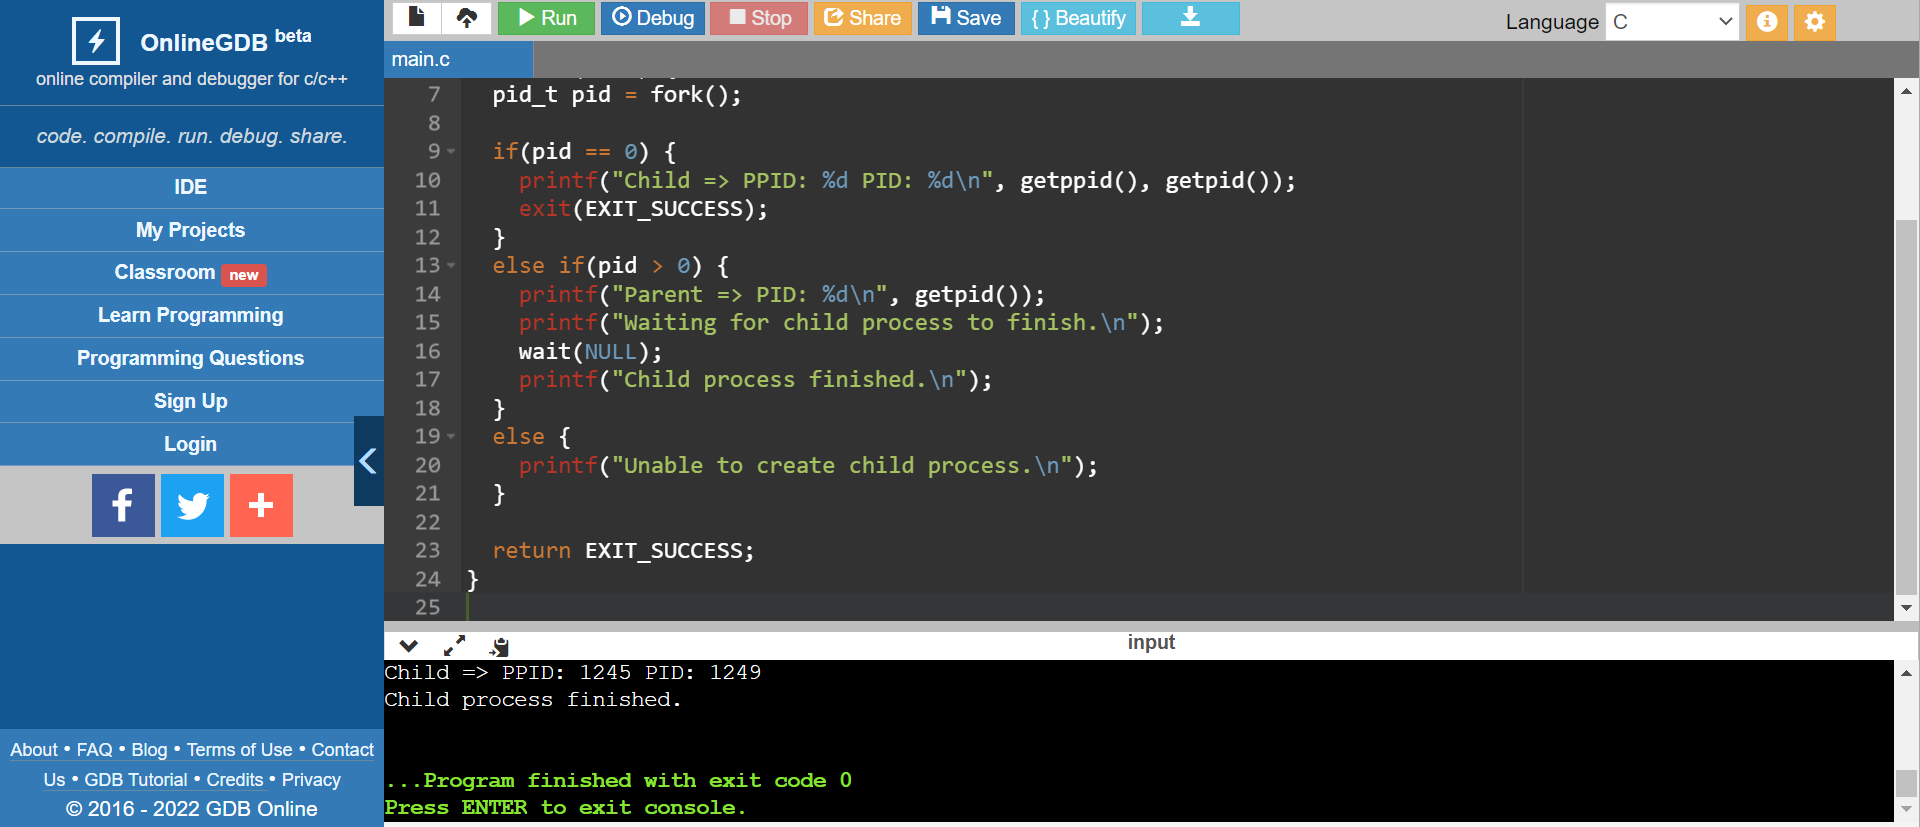 OnlineGDB beta
online compiler and debugger for c/c++
code. compile. run. debug. share.
IDE
My Projects
Classroom new
Learn Programming
Programming Questions
Sign Up
Login
About • FAQ • Blog • Terms of Use • Contact
Us • GDB Tutorial • Credits • Privacy
© 2016 - 2022 GDB Online
Run Debug Stop Share Save { } Beautify
Language C
main.c
7 pid_t pid = fork();
8
9 if(pid == 0) {
10 printf("Child => PPID: %d PID: %d\n", getppid(), getpid());
11 exit(EXIT_SUCCESS);
12 }
13 else if(pid > 0) {
14 printf("Parent => PID: %d\n", getpid());
15 printf("Waiting for child process to finish.\n");
16 wait(NULL);
17 printf("Child process finished.\n");
18 }
19 else {
20 printf("Unable to create child process.\n");
21 }
22
23 return EXIT_SUCCESS;
24 }
25
input
Child => PPID: 1245 PID: 1249
Child process finished.
...Program finished with exit code 0
Press ENTER to exit console.